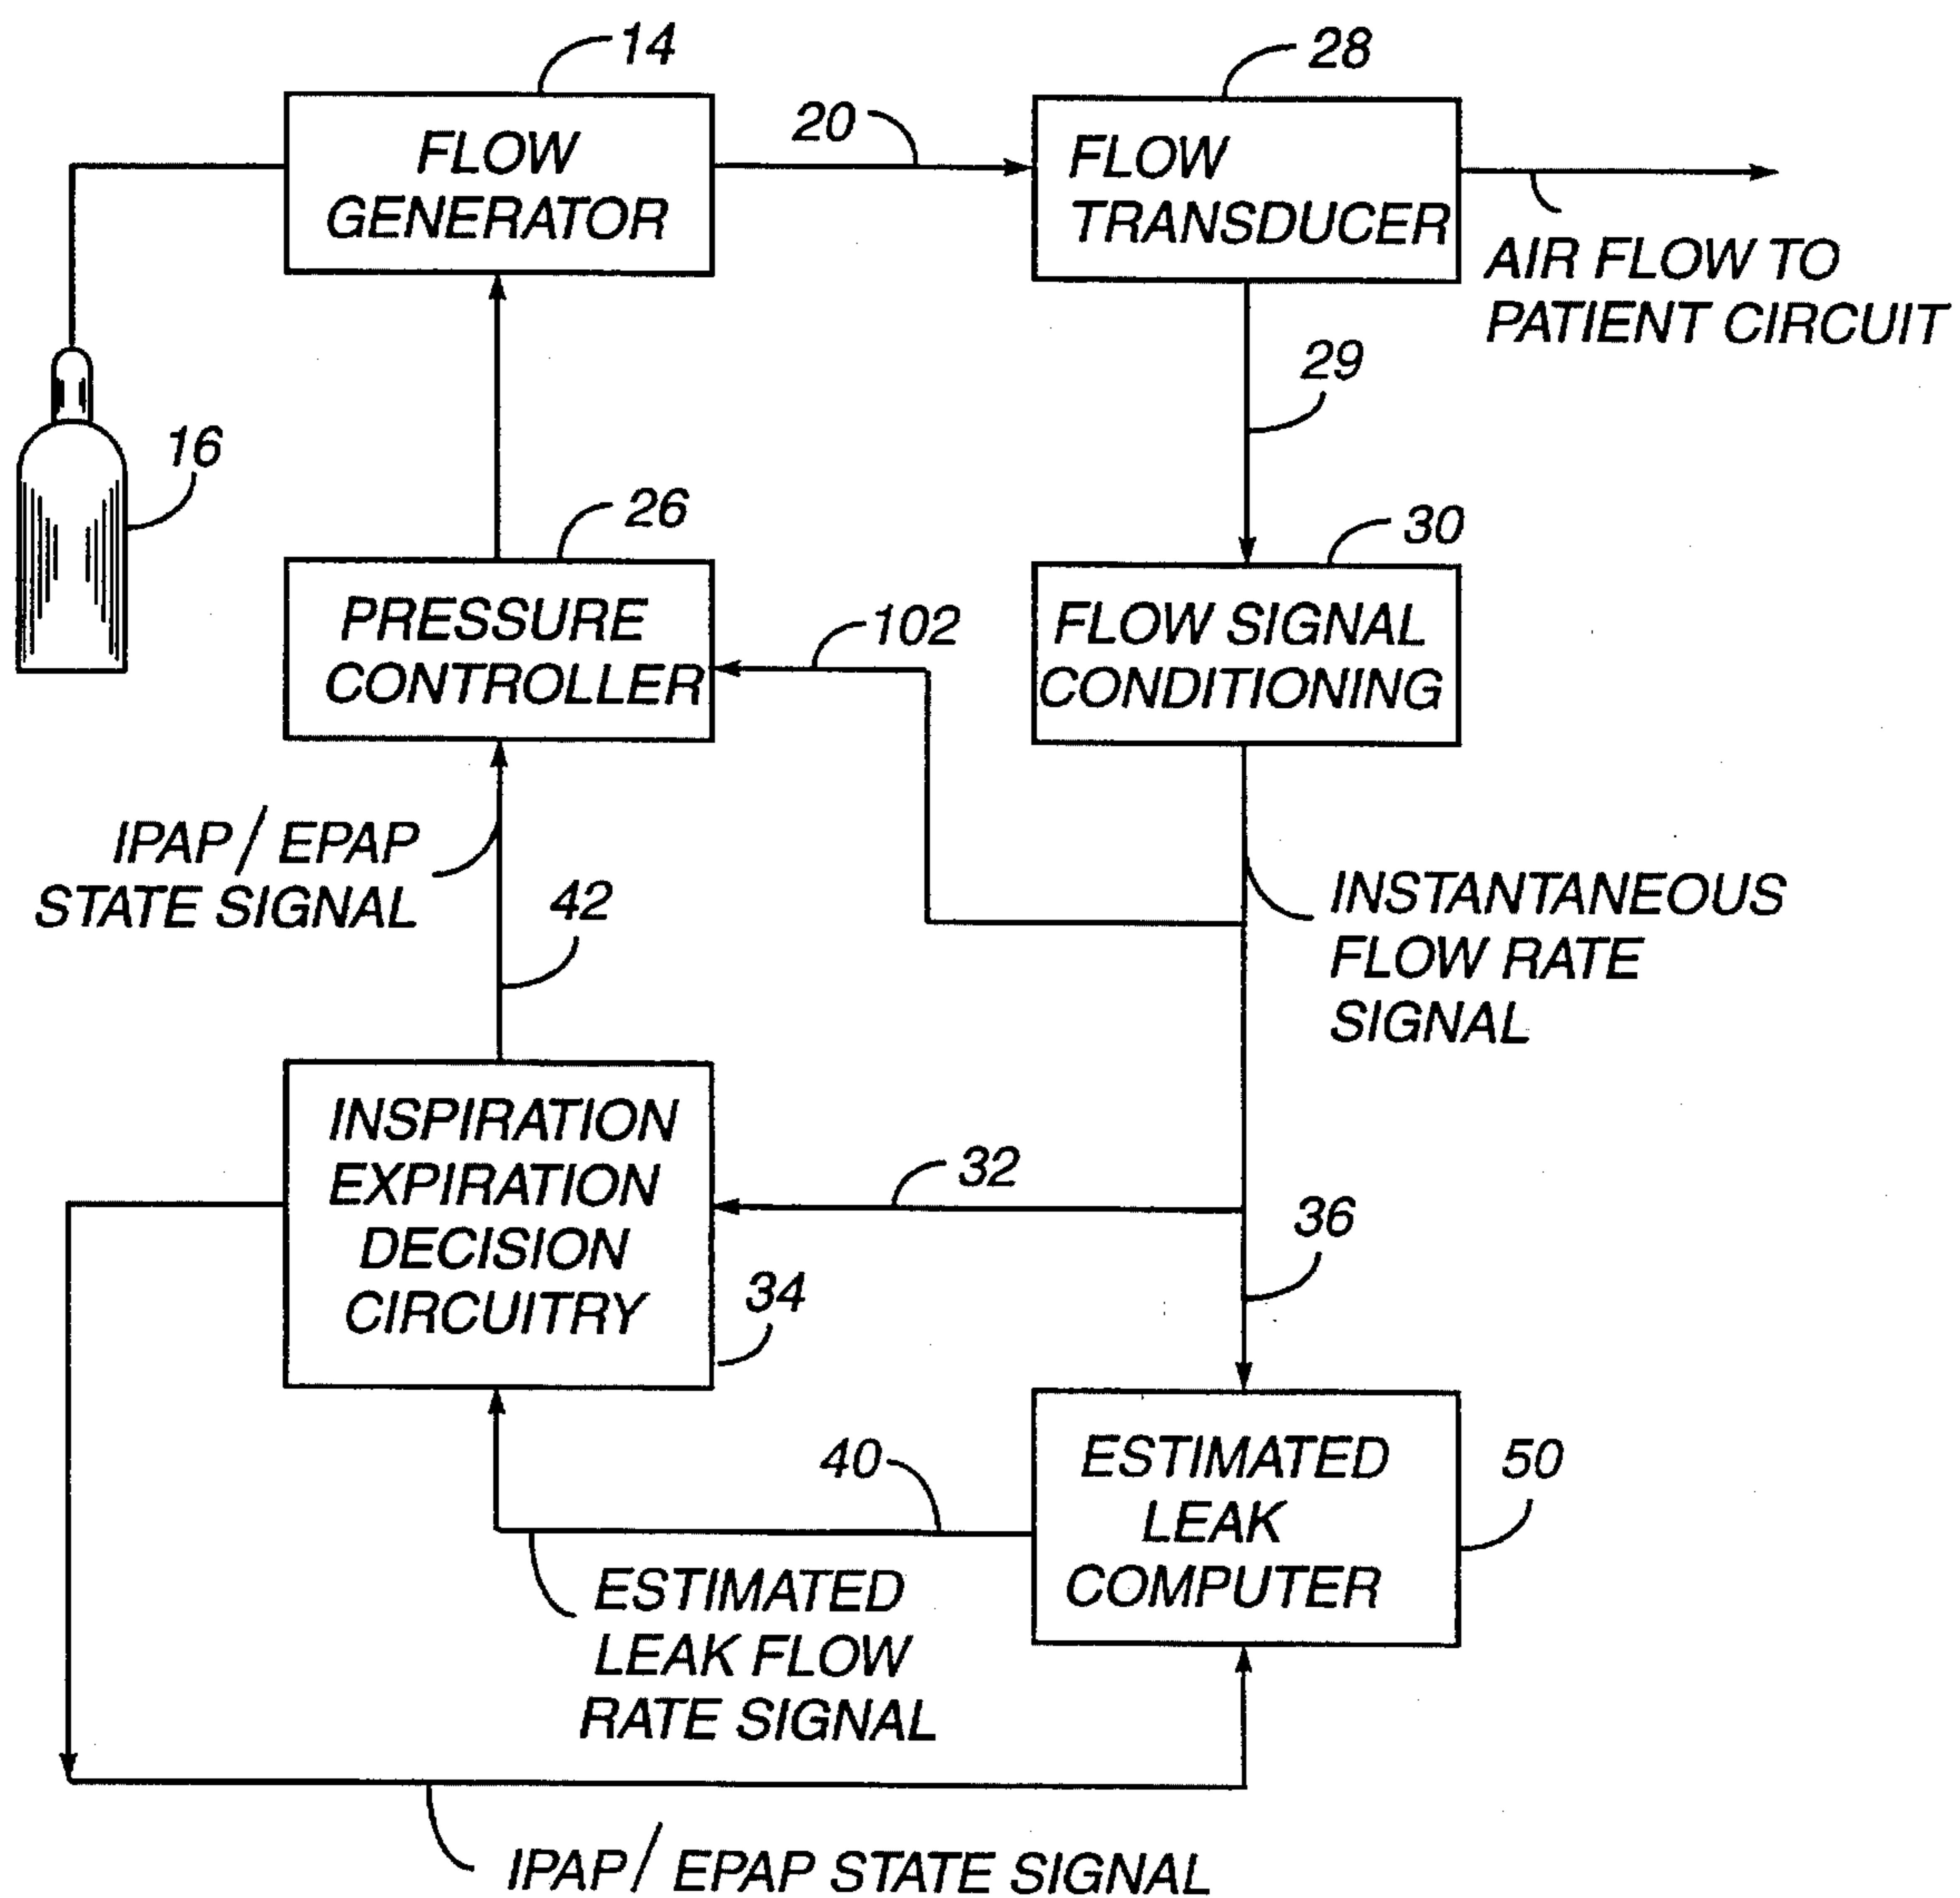 14
28
FLOW
GENERATOR
20
FLOW
TRANSDUCER
AIR FLOW TO
PATIENT CIRCUIT
29
16
26
30
PRESSURE
CONTROLLER
102
FLOW SIGNAL
CONDITIONING
IPAP / EPAP
STATE SIGNAL
42
INSTANTANEOUS
FLOW RATE
SIGNAL
INSPIRATION
EXPIRATION
DECISION
CIRCUITRY
32
36
34
40
ESTIMATED
LEAK
COMPUTER
50
ESTIMATED
LEAK FLOW
RATE SIGNAL
IPAP / EPAP STATE SIGNAL